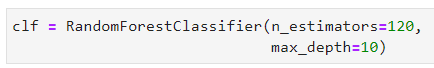 clf = RandomForestClassifier(n_estimators=120,
                             max_depth=10)